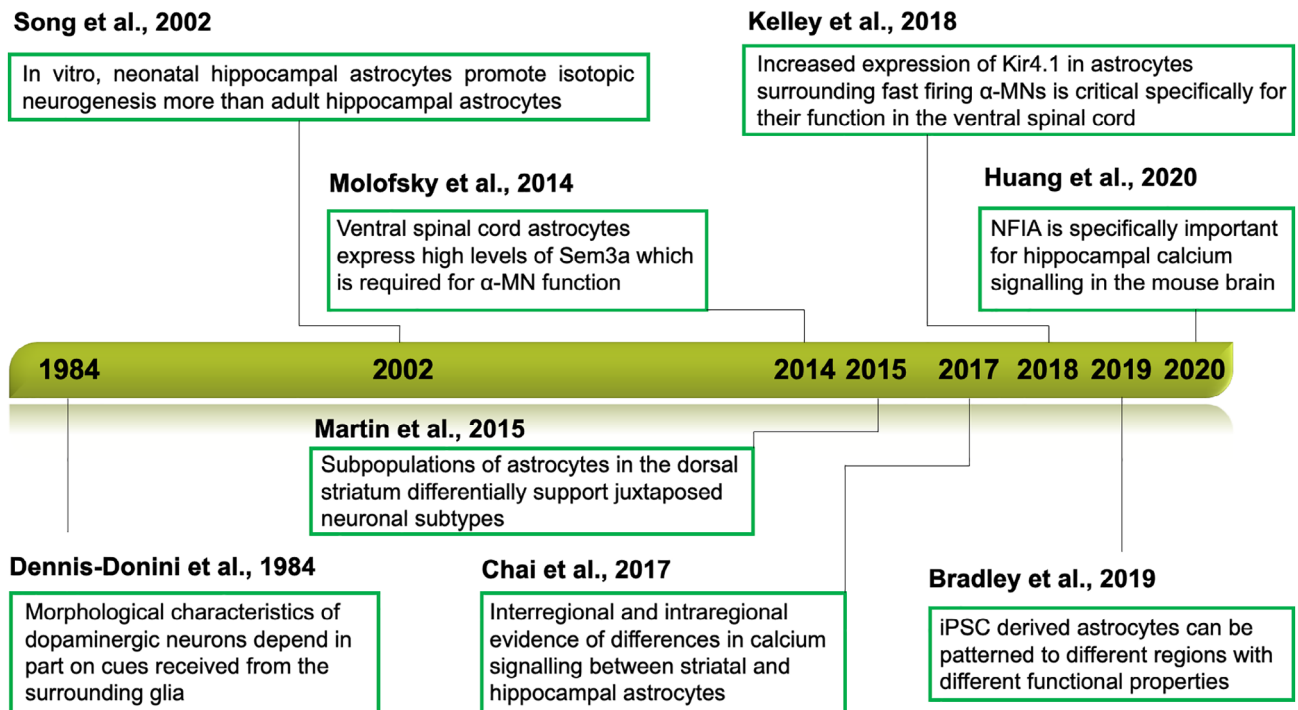 Song et al., 2002
In vitro, neonatal hippocampal astrocytes promote isotopic
neurogenesis more than adult hippocampal astrocytes
Kelley et al., 2018
Increased expression of Kir4.1 in astrocytes
surrounding fast firing α-MNs is critical specifically for
their function in the ventral spinal cord
Molofsky et al., 2014
Ventral spinal cord astrocytes
express high levels of Sem3a which
is required for α-MN function
Huang et al., 2020
NFIA is specifically important
for hippocampal calcium
signalling in the mouse brain
1984 2002 2014 2015 2017 2018 2019 2020
Martin et al., 2015
Subpopulations of astrocytes in the dorsal
striatum differentially support juxtaposed
neuronal subtypes
Dennis-Donini et al., 1984
Morphological characteristics of
dopaminergic neurons depend in
part on cues received from the
surrounding glia
Chai et al., 2017
Interregional and intraregional
evidence of differences in calcium
signalling between striatal and
hippocampal astrocytes
Bradley et al., 2019
iPSC derived astrocytes can be
patterned to different regions with
different functional properties